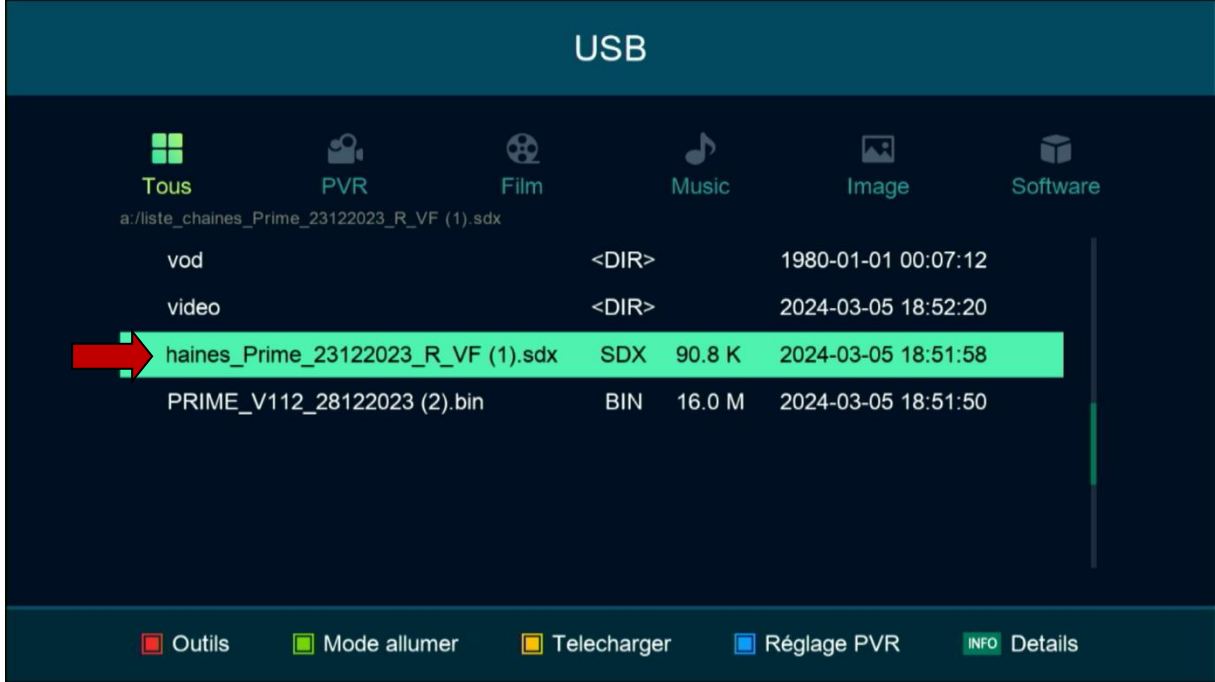 USB
Tous PVR Film Music Image Software
a:/liste_chaines_Prime_23122023_R_VF (1).sdx
vod <DIR> 1980-01-01 00:07:12
video <DIR> 2024-03-05 18:52:20
haines_Prime_23122023_R_VF (1).sdx SDX 90.8 K 2024-03-05 18:51:58
PRIME_V112_28122023 (2).bin BIN 16.0 M 2024-03-05 18:51:50
Outils Mode allumer Telecharger Réglage PVR INFO Details